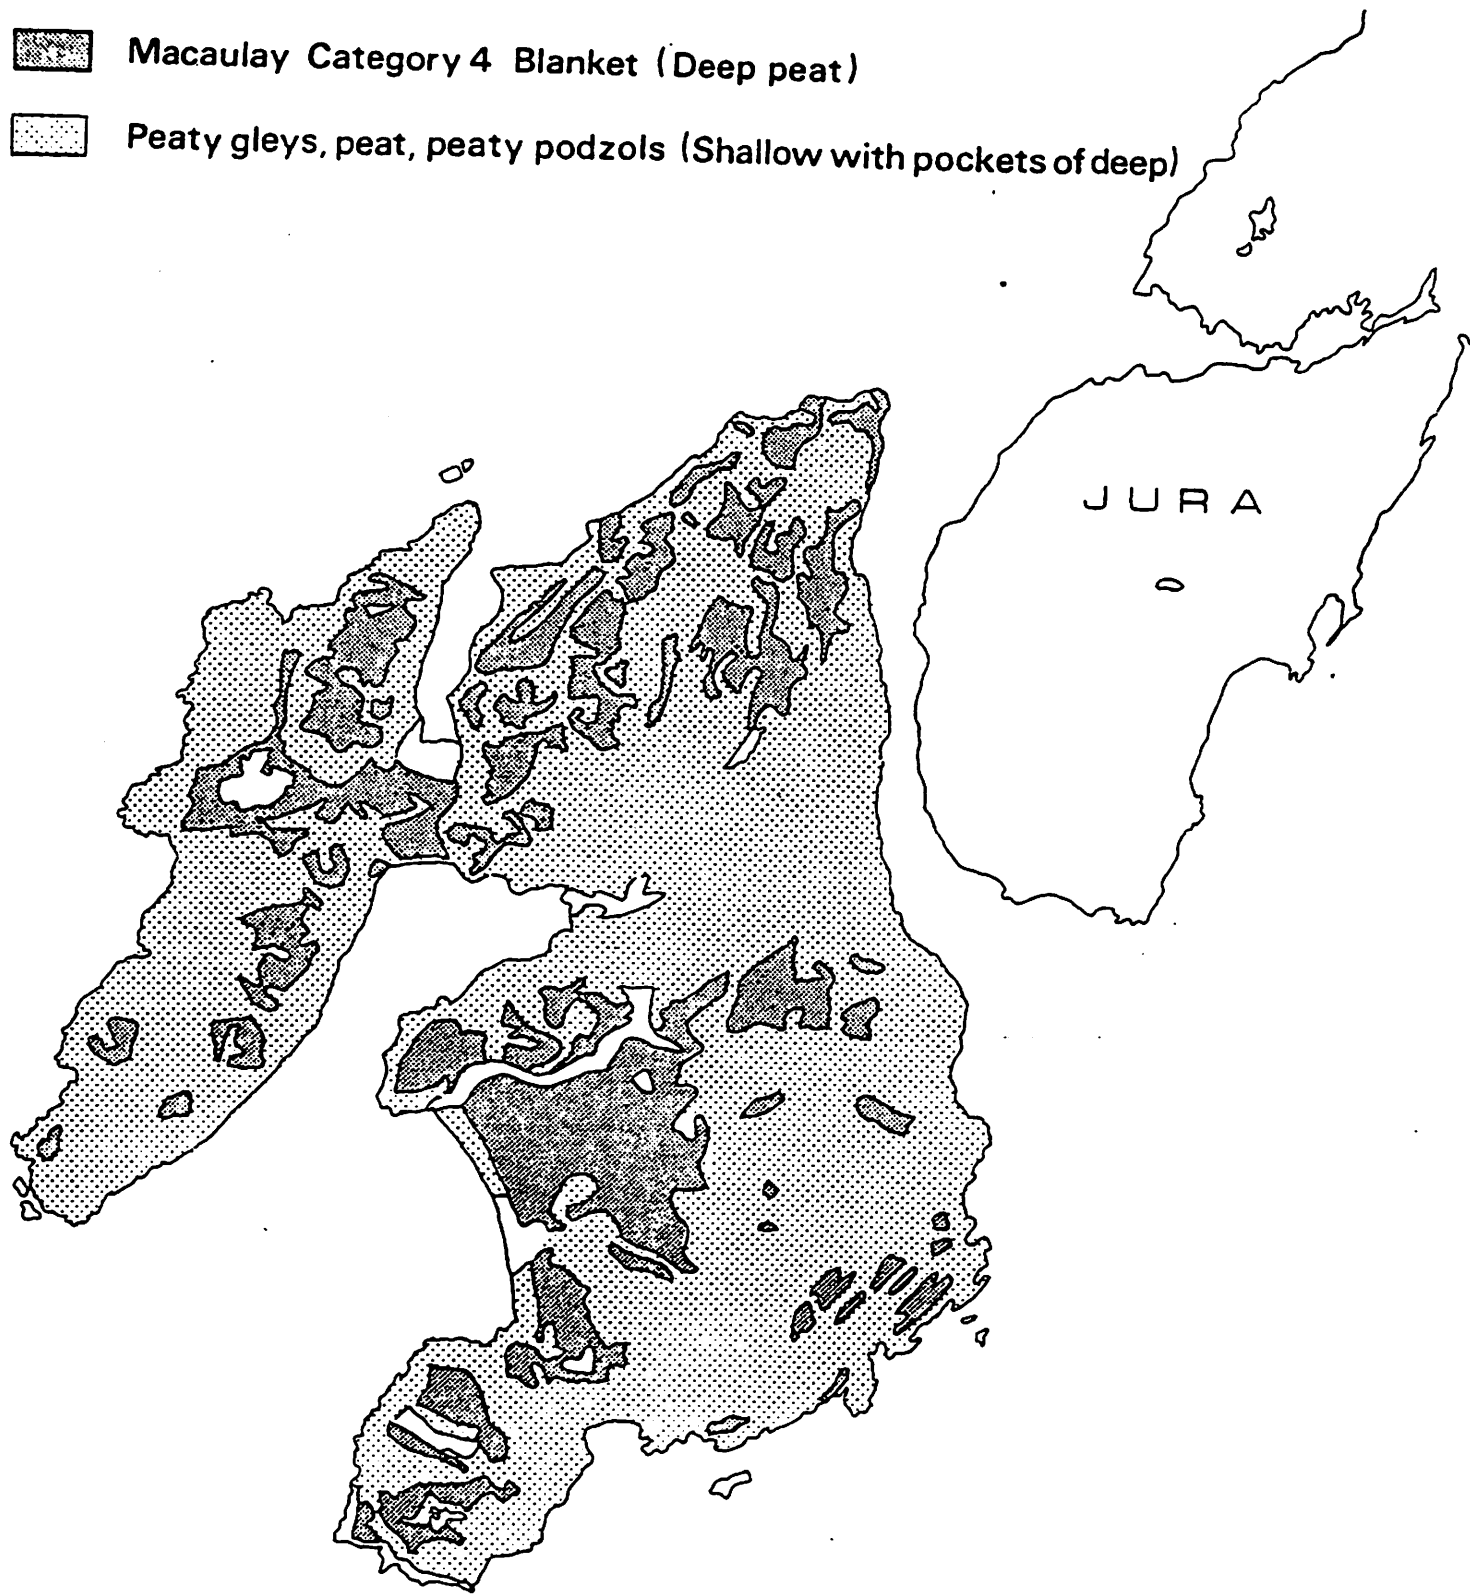 Macaulay Category 4 Blanket (Deep peat)
Peaty gleys, peat, peaty podzols (Shallow with pockets of deep)
JURA